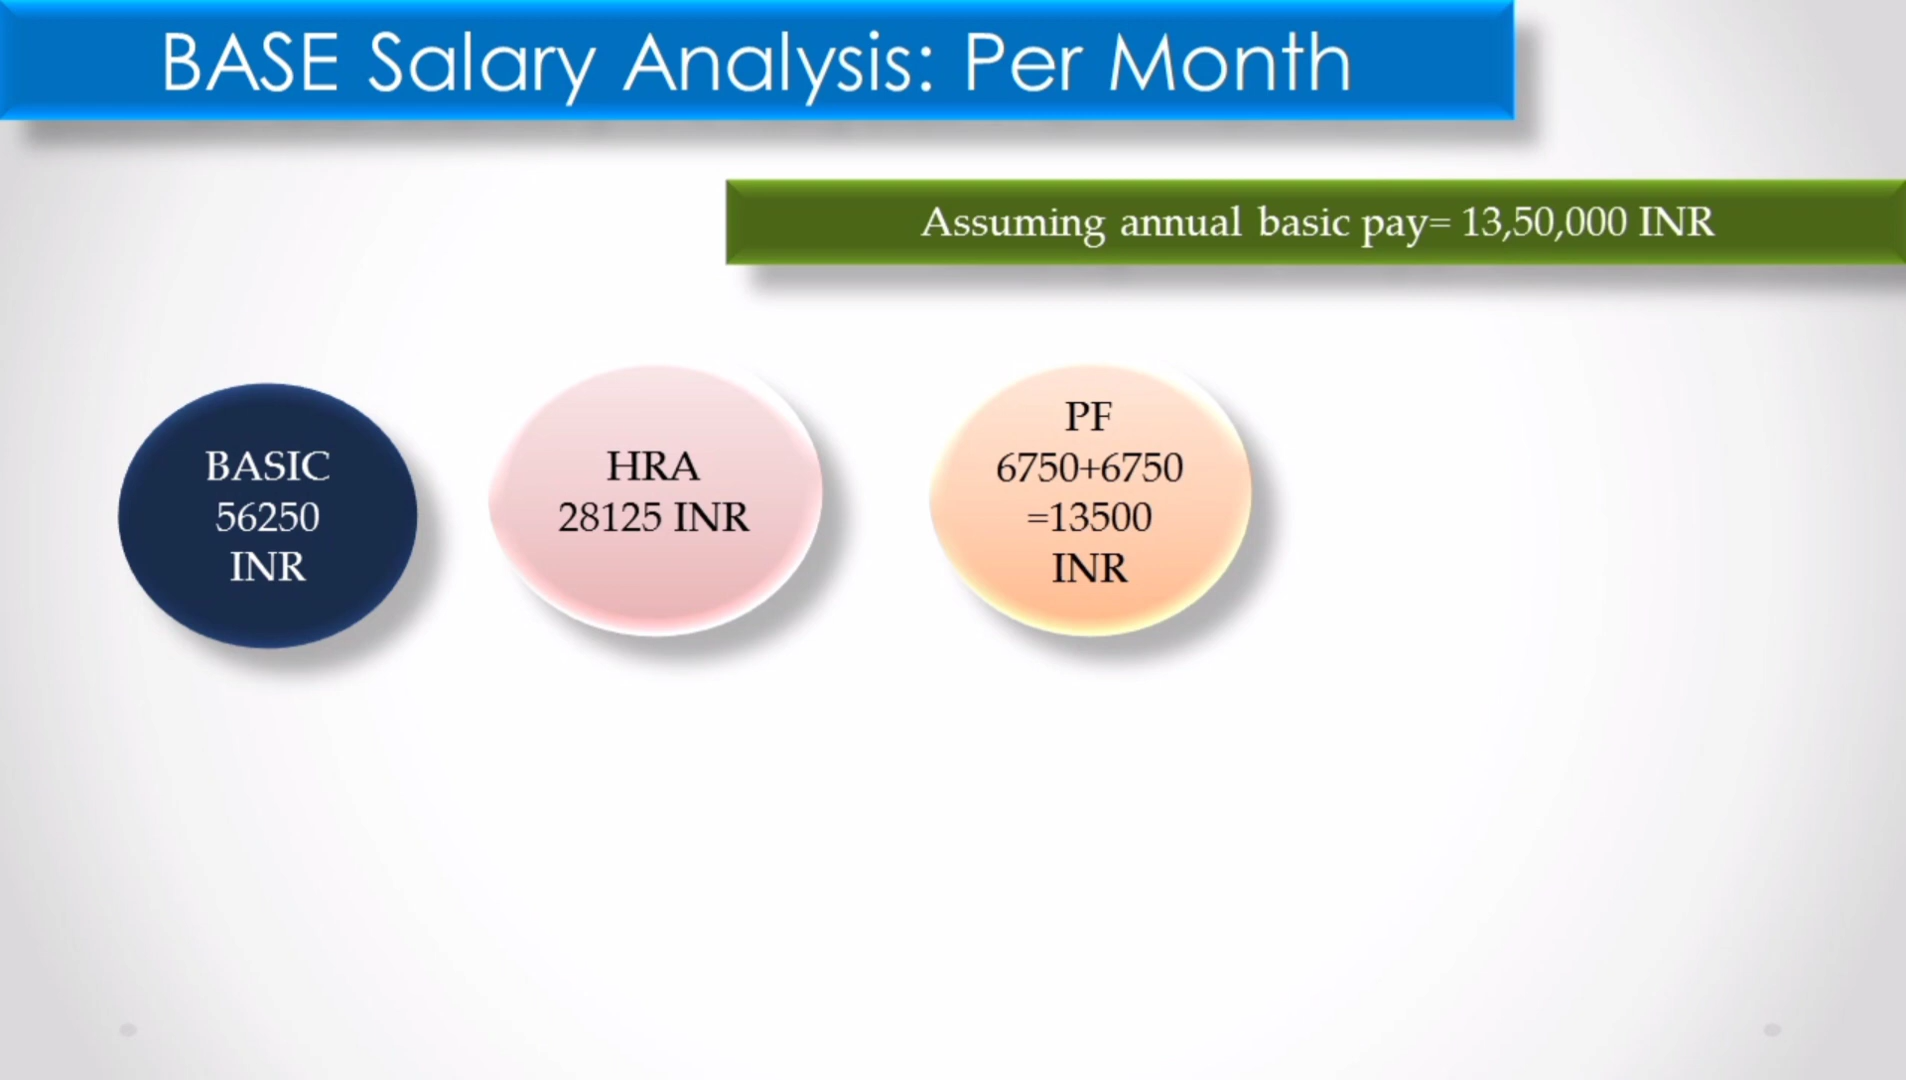 BASE Salary Analysis: Per Month
Assuming annual basic pay= 13,50,000 INR
BASIC
56250
INR
HRA
28125 INR
PF
6750+6750
=13500
INR